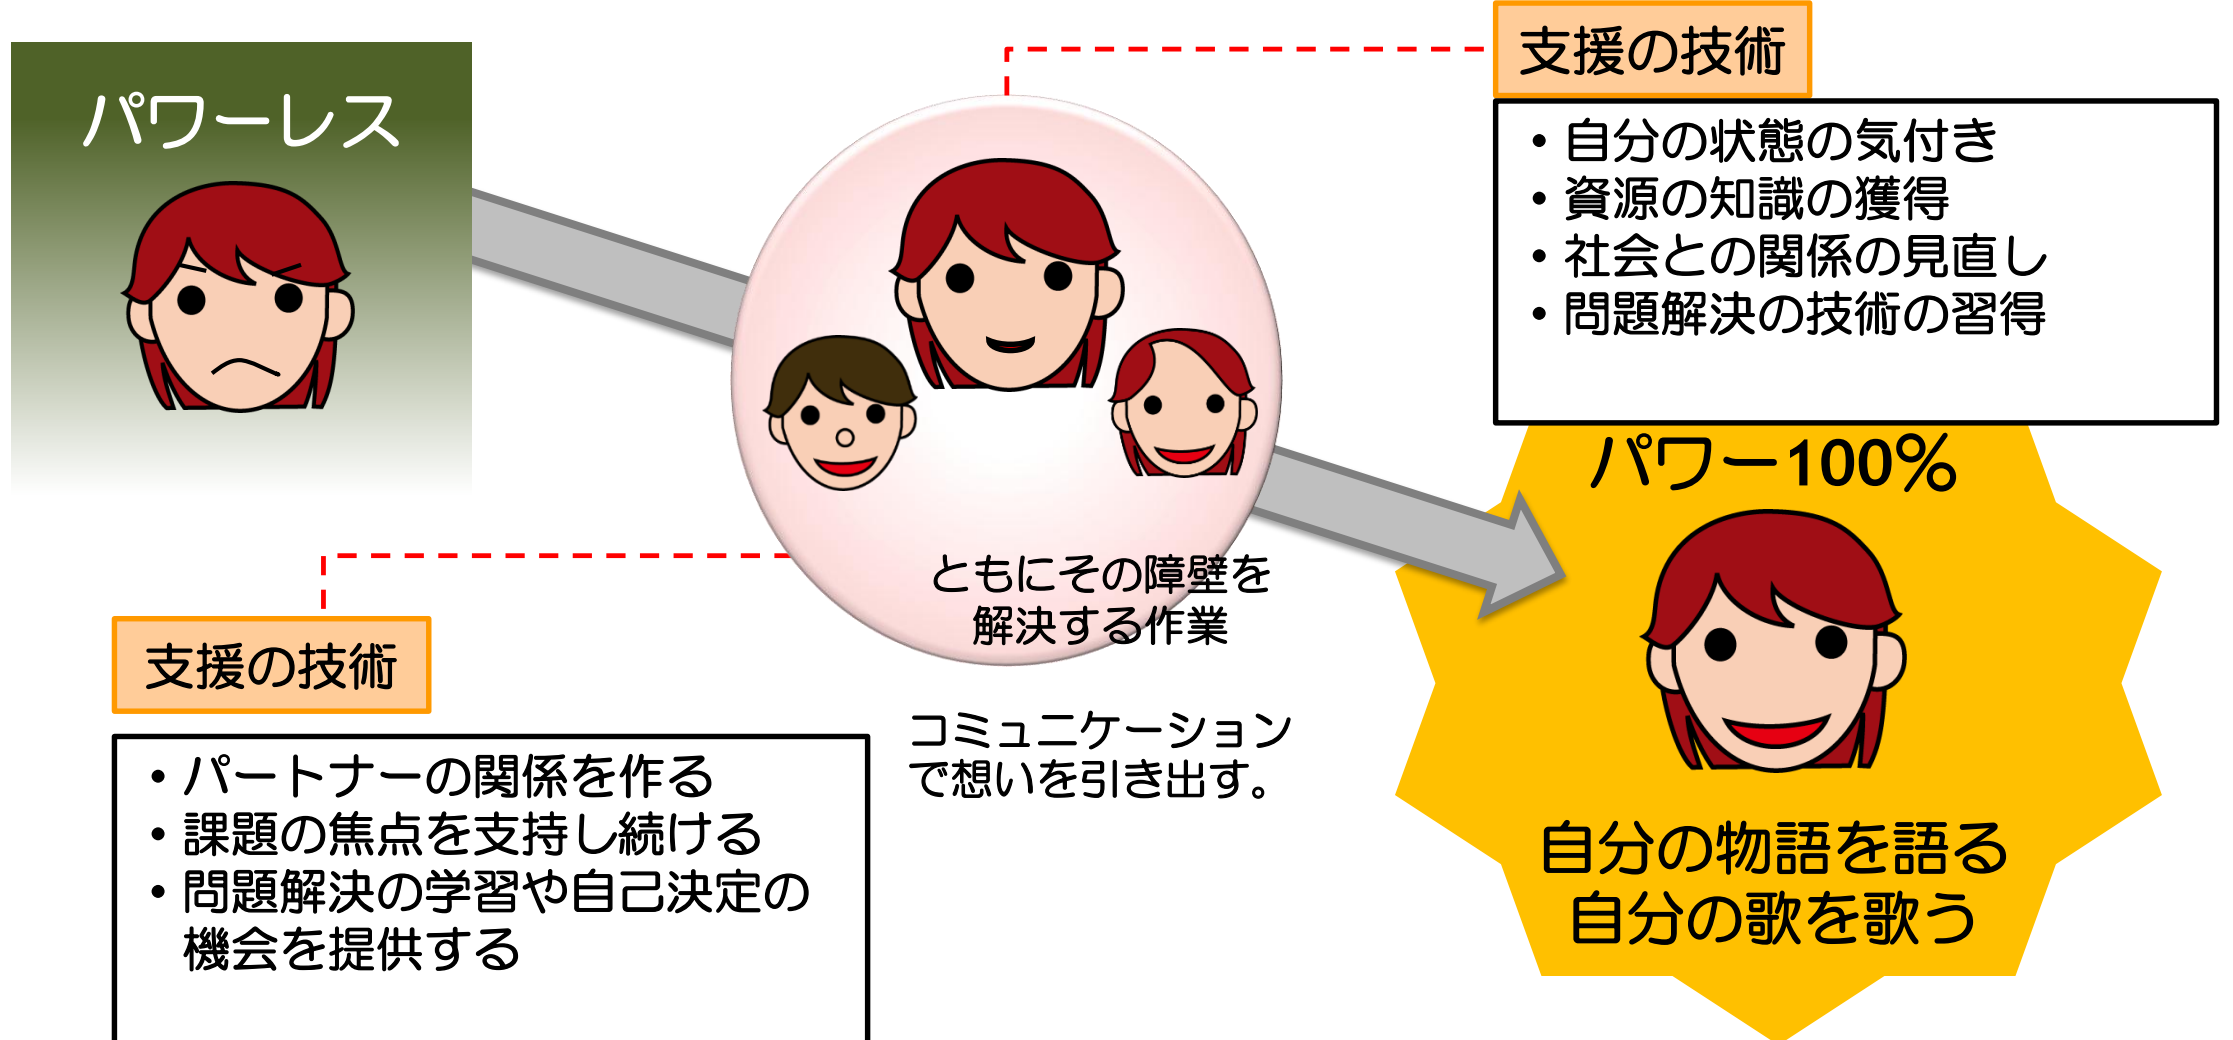 パワーレス
支援の技術
・自分の状態の気付き
・資源の知識の獲得
・社会との関係の見直し
・問題解決の技術の習得
ともにその障壁を
解決する作業
コミュニケーション
で想いを引き出す。
支援の技術
・パートナーの関係を作る
・課題の焦点を支持し続ける
・問題解決の学習や自己決定の
機会を提供する
パワー100%
自分の物語を語る
自分の歌を歌う